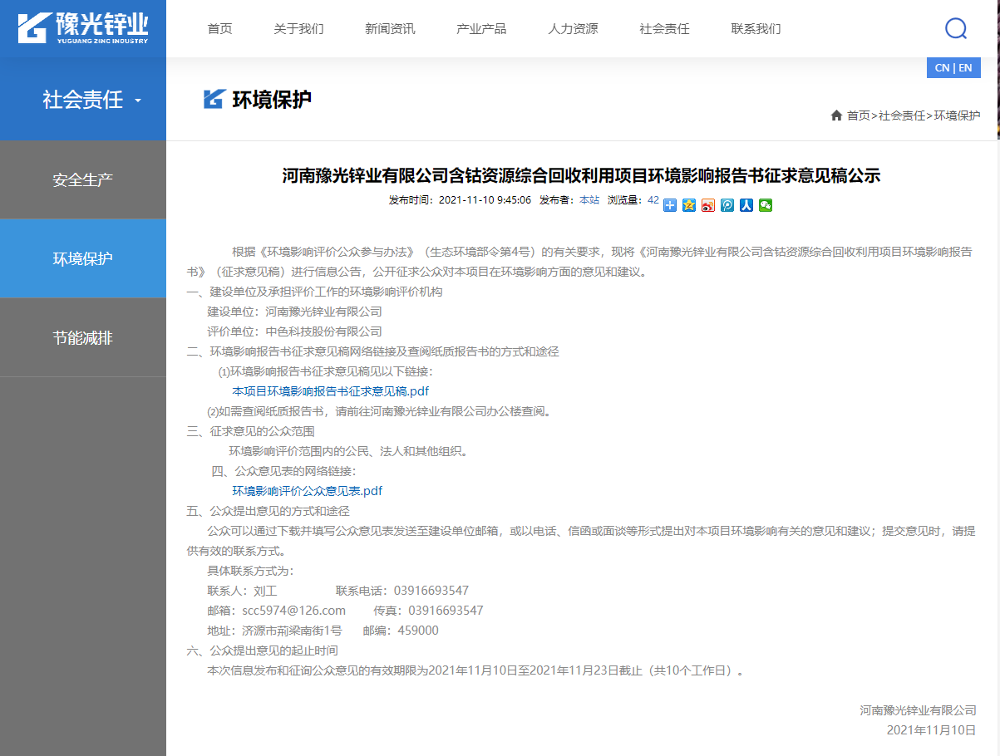 豫光锌业
YUGUANG ZINC INDUSTRY
首页
关于我们
新闻资讯
产业产品
人力资源
社会责任
联系我们
CN | EN
社会责任
环境保护
首页>社会责任>环境保护
安全生产
环境保护
节能减排
河南豫光锌业有限公司含钴资源综合回收利用项目环境影响报告书征求意见稿公示
发布时间：2021-11-10 9:45:06 发布者：本站 浏览量：42
根据《环境影响评价公众参与办法》（生态环境部令第4号）的有关要求，现将《河南豫光锌业有限公司含钴资源综合回收利用项目环境影响报告
书》（征求意见稿）进行信息公告，公开征求公众对本项目在环境影响方面的意见和建议。
一、建设单位及承担评价工作的环境影响评价机构
建设单位：河南豫光锌业有限公司
评价单位：中色科技股份有限公司
二、环境影响报告书征求意见稿网络链接及查阅纸质报告书的方式和途径
⑴环境影响报告书征求意见稿见以下链接：
本项目环境影响报告书征求意见稿.pdf
⑵如需查阅纸质报告书，请前往河南豫光锌业有限公司办公楼查阅。
三、征求意见的公众范围
环境影响评价范围内的公民、法人和其他组织。
四、公众意见表的网络链接：
环境影响评价公众意见表.pdf
五、公众提出意见的方式和途径
公众可以通过下载并填写公众意见表发送至建设单位邮箱，或以电话、信函或面谈等形式提出对本项目环境影响有关的意见和建议；提交意见时，请提
供有效的联系方式。
具体联系方式为：
联系人：刘工 联系电话：03916693547
邮箱：scc5974@126.com 传真：03916693547
地址：济源市荊梁南街1号 邮编：459000
六、公众提出意见的起止时间
本次信息发布和征询公众意见的有效期限为2021年11月10日至2021年11月23日截止（共10个工作日）。
河南豫光锌业有限公司
2021年11月10日